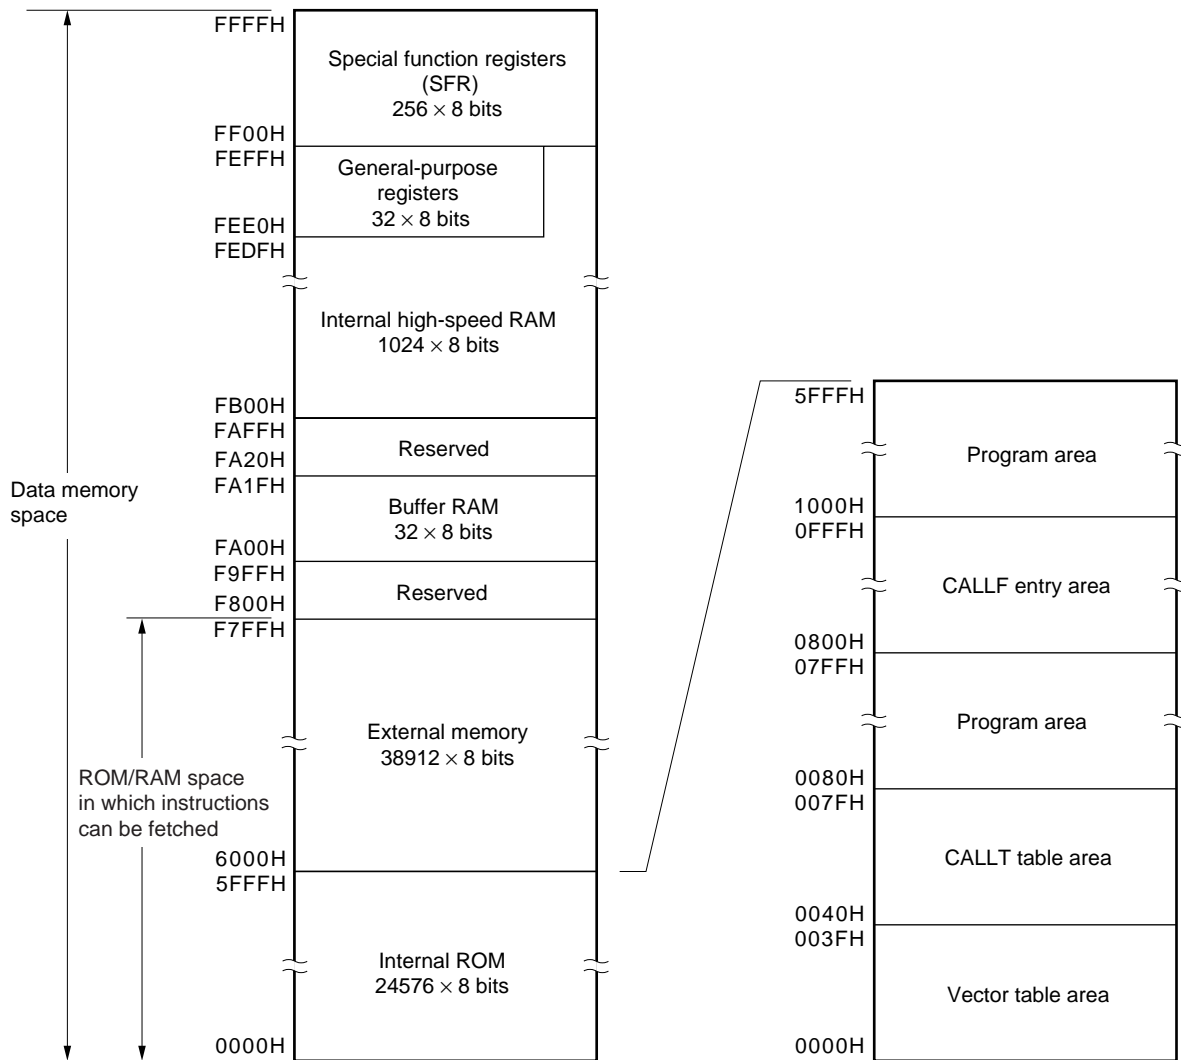 FFFFH
Special function registers
(SFR)
256 × 8 bits
FF00H
FEFFH
General-purpose
registers
32 × 8 bits
FEE0H
FEDFH
Internal high-speed RAM
1024 × 8 bits
FB00H
FAFFH
Reserved
FA20H
FA1FH
Data memory
space
Buffer RAM
32 × 8 bits
FA00H
F9FFH
Reserved
F800H
F7FFH
External memory
38912 × 8 bits
ROM/RAM space
in which instructions
can be fetched
6000H
5FFFH
Internal ROM
24576 × 8 bits
0000H
5FFFH
Program area
1000H
0FFFH
CALLF entry area
0800H
07FFH
Program area
0080H
007FH
CALLT table area
0040H
003FH
Vector table area
0000H